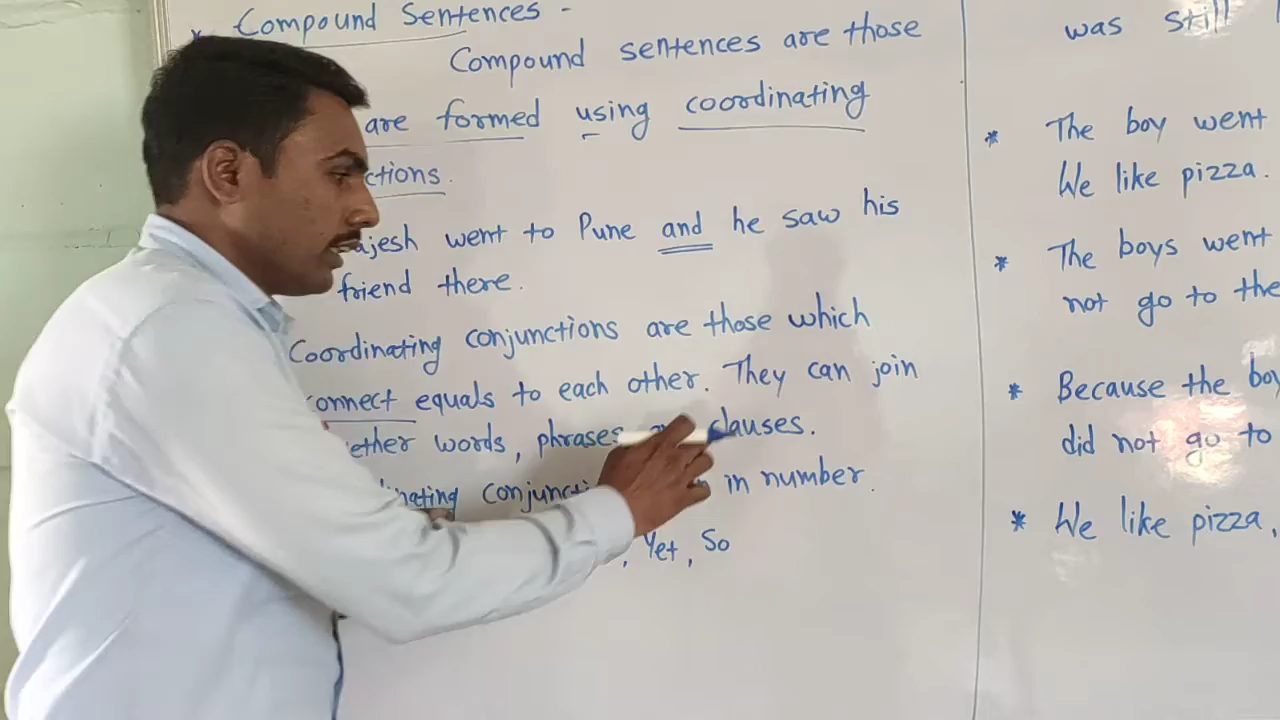 * Compound Sentences -
Compound sentences are those
are formed using coordinating
ctions.
ajesh went to Pune and he saw his
friend there.
Coordinating conjunctions are those which
connect equals to each other. They can join
ether words, phrases clauses.
inating conjuncti in number.
, Yet, So
was still
* The boy went
We like pizza.
* The boys went
not go to the
* Because the boy
did not go to
* We like pizza,